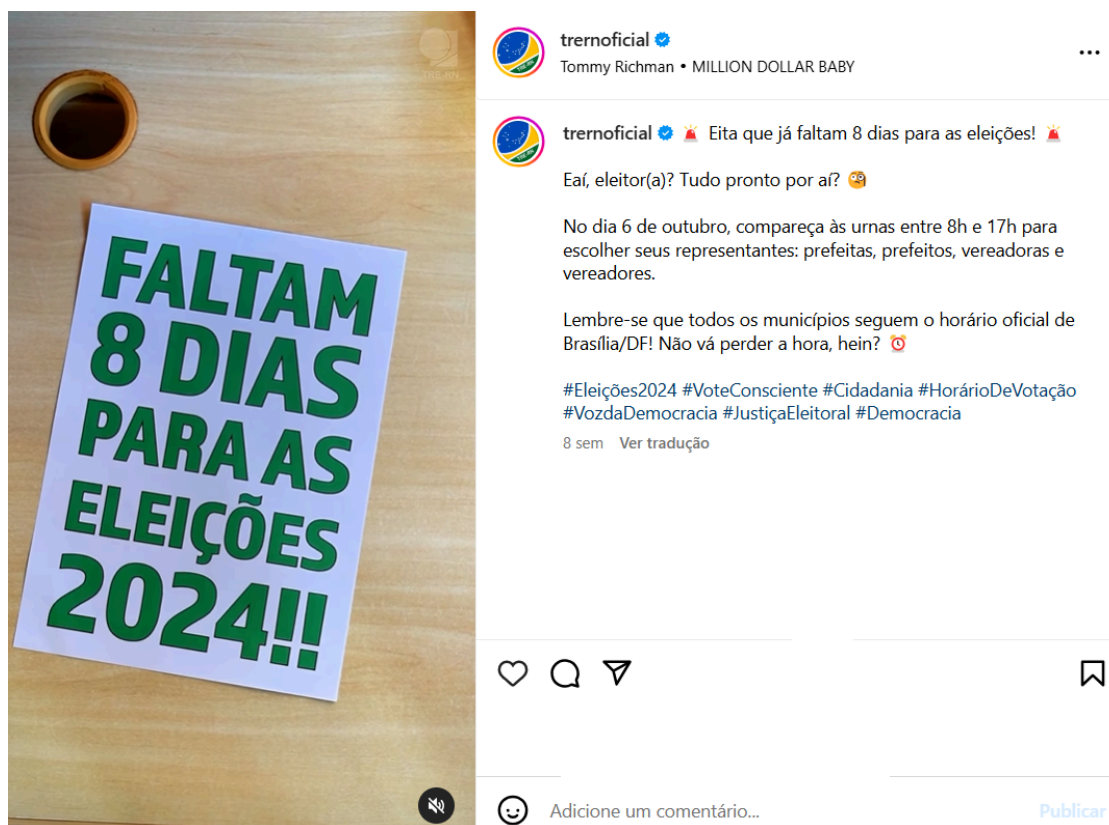 TRE-RN
FALTAM
8 DIAS
PARA AS
ELEIÇÕES
2024!!
trernoficial
Tommy Richman • MILLION DOLLAR BABY
trernoficial 🚨 Eita que já faltam 8 dias para as eleições! 🚨
Eaí, eleitor(a)? Tudo pronto por aí? 🧐
No dia 6 de outubro, compareça às urnas entre 8h e 17h para
escolher seus representantes: prefeitas, prefeitos, vereadoras e
vereadores.
Lembre-se que todos os municípios seguem o horário oficial de
Brasília/DF! Não vá perder a hora, hein? ⏰
#Eleições2024 #VoteConsciente #Cidadania #HorárioDeVotação
#VozdaDemocracia #JustiçaEleitoral #Democracia
8 sem Ver tradução
Adicione um comentário...
Publicar